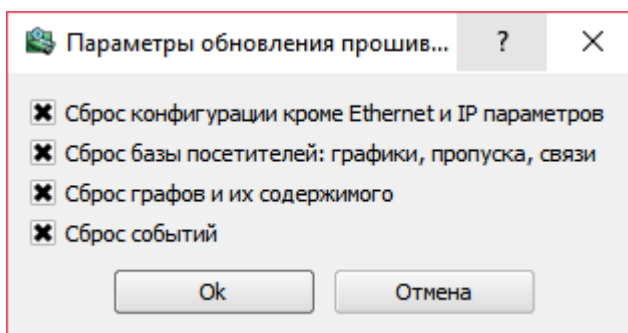 Параметры обновления прошив... ?
Сброс конфигурации кроме Ethernet и IP параметров
Сброс базы посетителей: графики, пропуска, связи
Сброс графов и их содержимого
Сброс событий
Ok Отмена